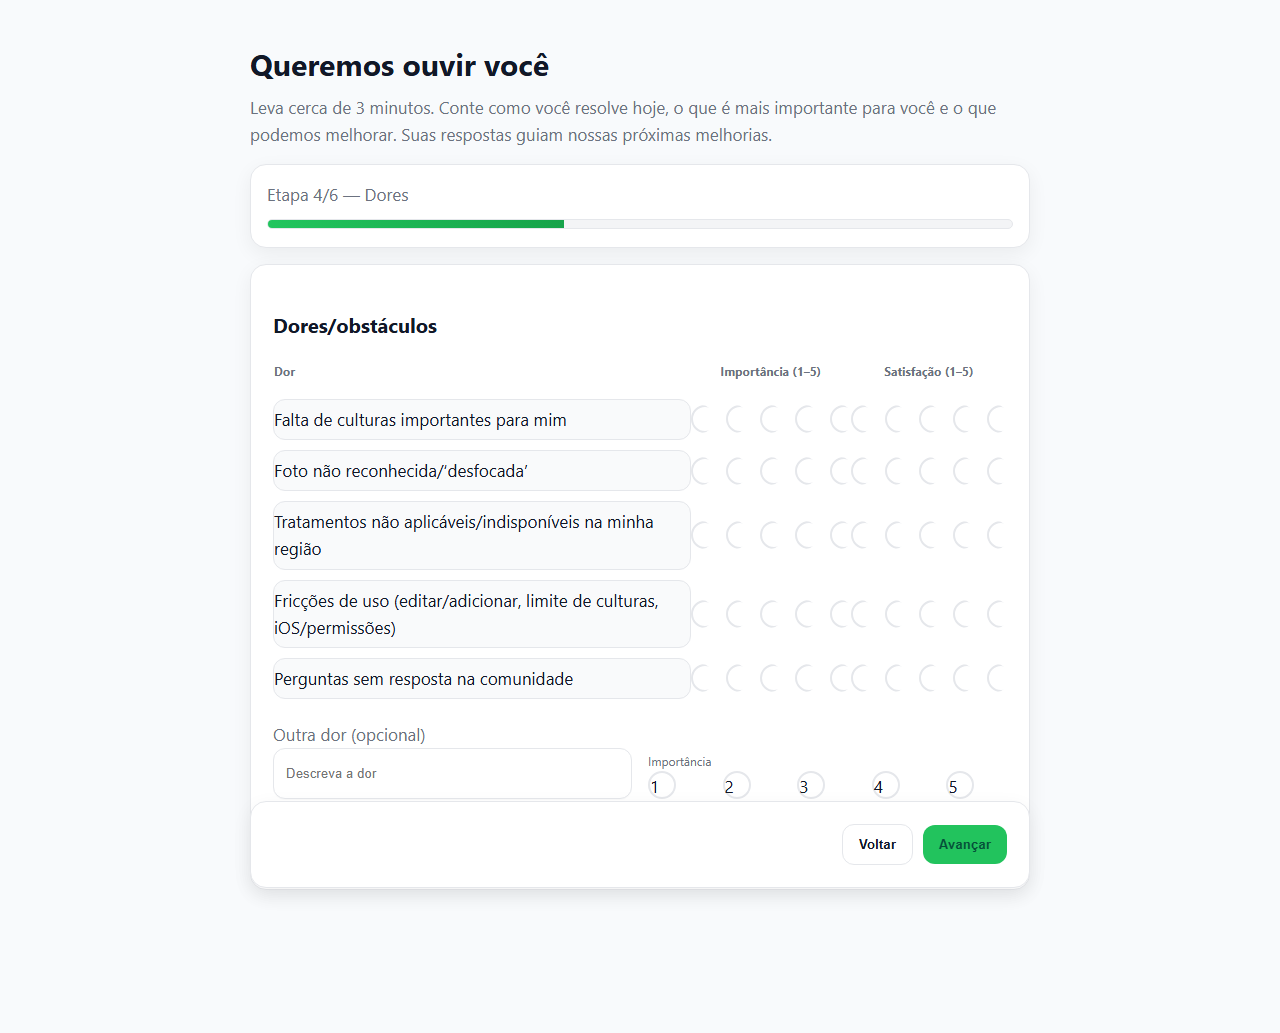 Queremos ouvir você
Leva cerca de 3 minutos. Conte como você resolve hoje, o que é mais importante para você e o que
podemos melhorar. Suas respostas guiam nossas próximas melhorias.
Etapa 4/6 — Dores
Dores/obstáculos
Dor Importância (1–5) Satisfação (1–5)
Falta de culturas importantes para mim
Foto não reconhecida/‘desfocada’
Tratamentos não aplicáveis/indisponíveis na minha
região
Fricções de uso (editar/adicionar, limite de culturas,
iOS/permissões)
Perguntas sem resposta na comunidade
Outra dor (opcional)
Importância
Descreva a dor
1 2 3 4 5
Voltar Avançar